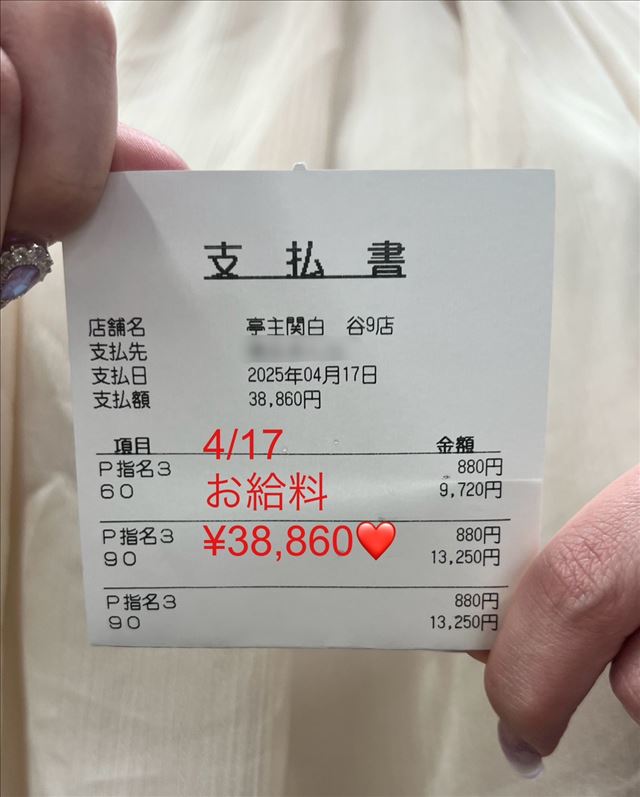 支払書
店舗名 亭主関白 谷9店
支払先
支払日 2025年04月17日
支払額 38,860円
項目 金額
P指名3 880円
60 9,720円
P指名3 880円
90 13,250円
P指名3 880円
90 13,250円
4/17
お給料
¥38,860❤️